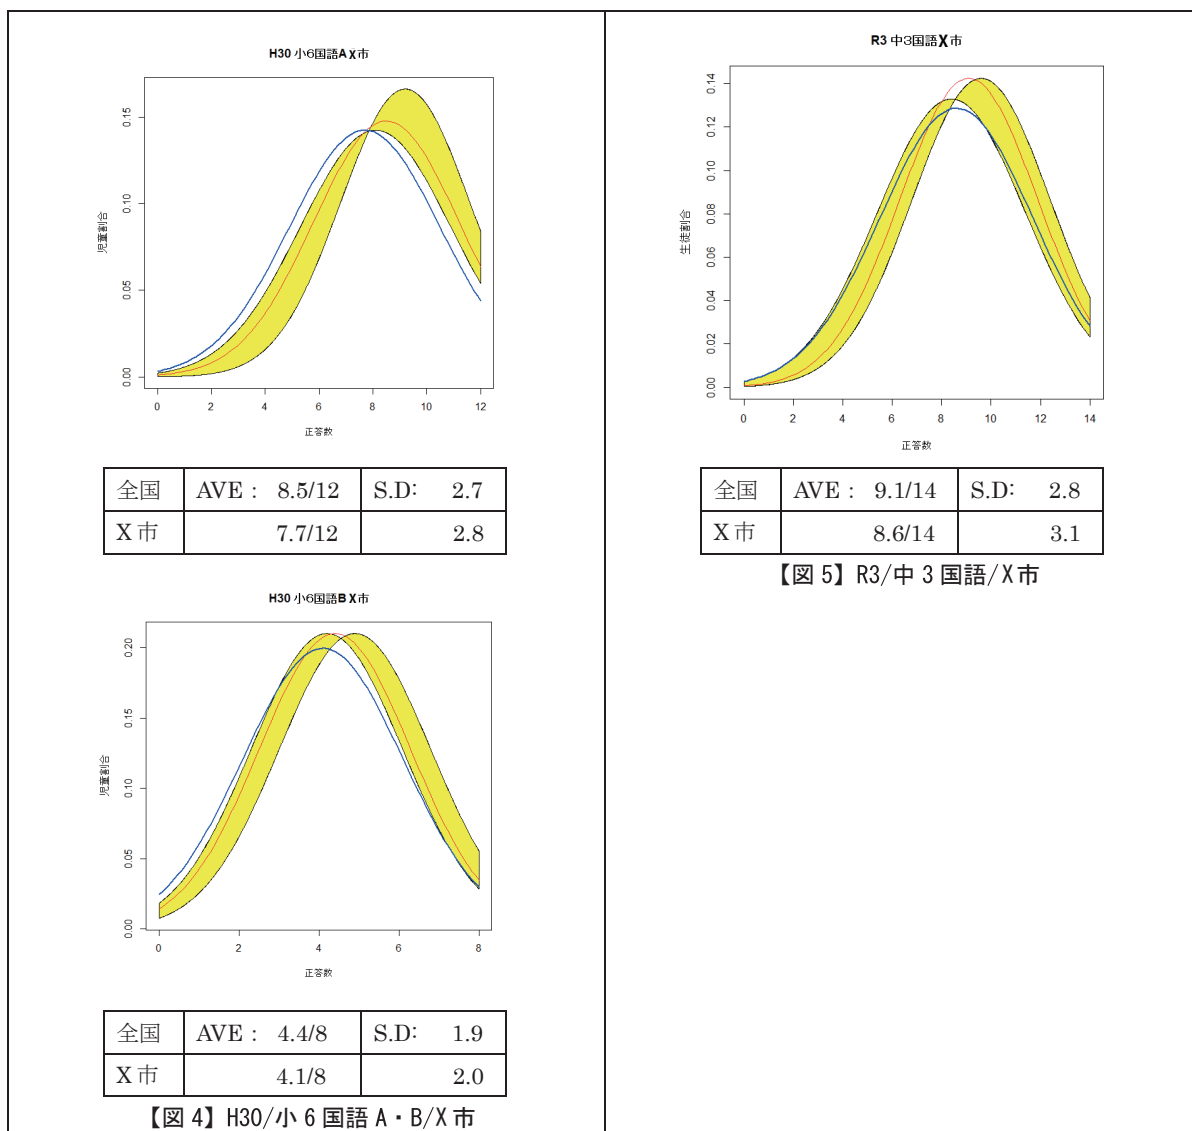 H30 小6国語A X市
0.15
0.10
0.05
0.00
児童割合
0 2 4 6 8 10 12
正答数
全国 AVE： 8.5/12 S.D: 2.7
X市 7.7/12 2.8
H30 小6国語B X市
0.20
0.15
0.10
0.05
0.00
児童割合
0 2 4 6 8
正答数
全国 AVE： 4.4/8 S.D: 1.9
X市 4.1/8 2.0
【図 4】H30/小 6 国語 A・B/X 市
R3 中3国語X市
0.14
0.12
0.10
0.08
0.06
0.04
0.02
0.00
生徒割合
0 2 4 6 8 10 12 14
正答数
全国 AVE： 9.1/14 S.D: 2.8
X市 8.6/14 3.1
【図 5】R3/中 3 国語/X市